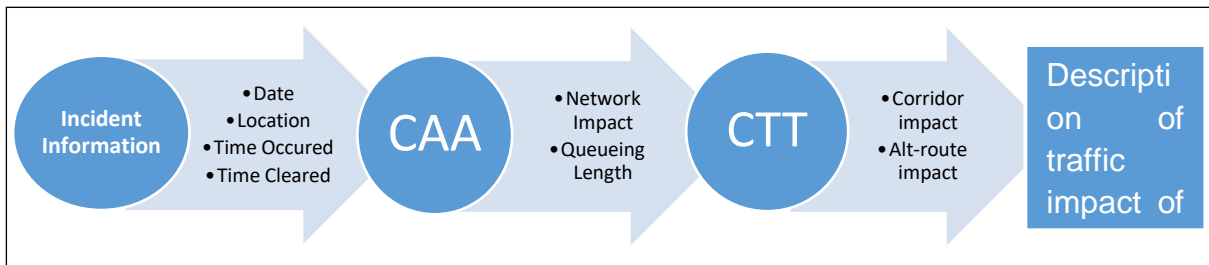 Incident
Information
•Date
•Location
•Time Occured
•Time Cleared
CAA
•Network
Impact
•Queueing
Length
CTT
•Corridor
impact
•Alt-route
impact
Descripti
on of
traffic
impact of